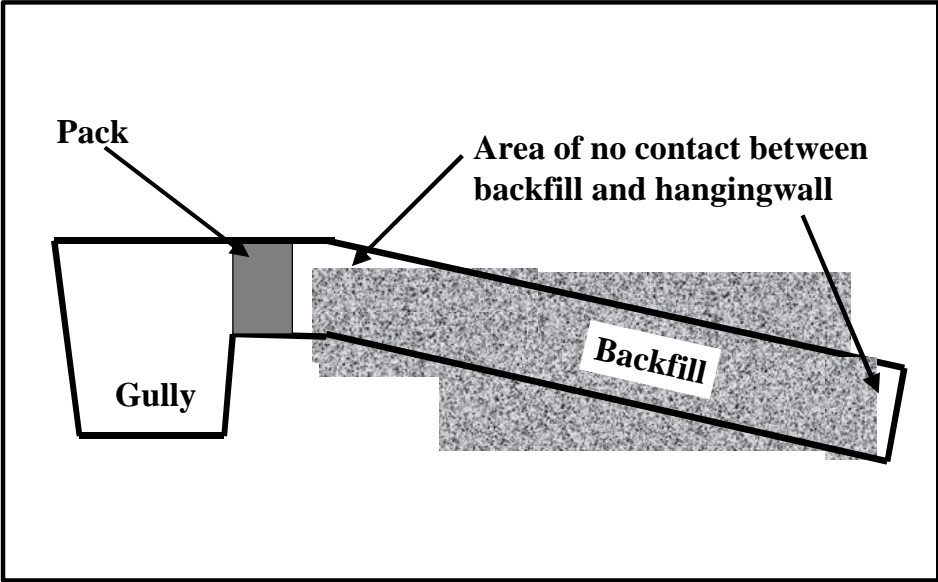 Pack
Area of no contact between
backfill and hangingwall
Backfill
Gully